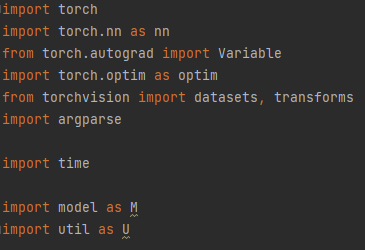 import torch
import torch.nn as nn
from torch.autograd import Variable
import torch.optim as optim
from torchvision import datasets, transforms
import argparse
import time
import model as M
import util as U